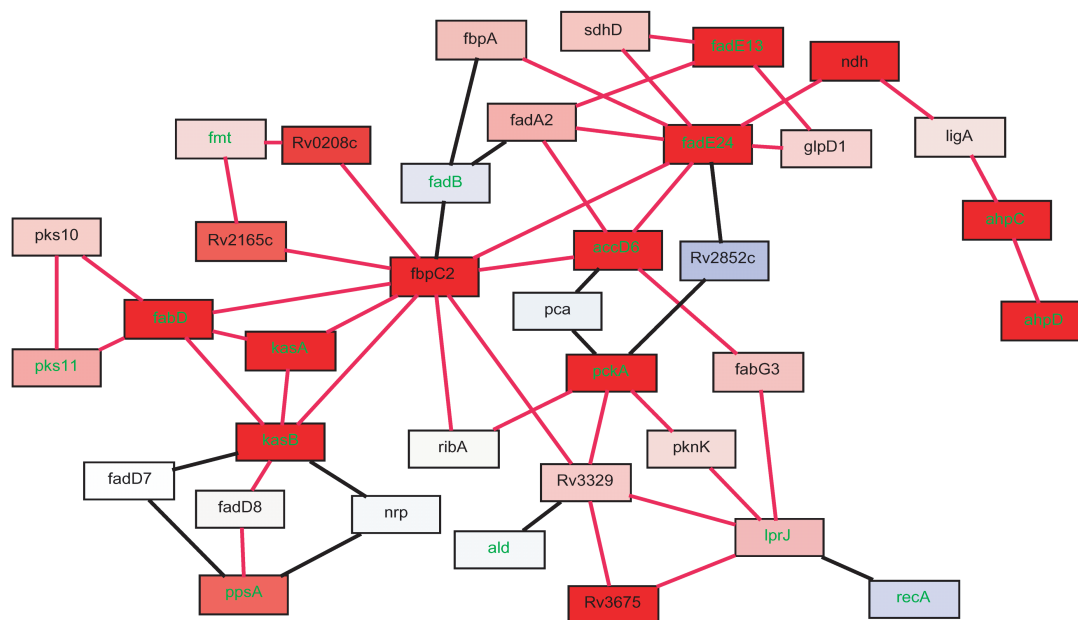 sdhD
fbpA
fadE13
ndh
fadA2
fmt
Rv0208c
fadE24
glpD1
ligA
fadB
ahpC
pks10
Rv2165c
accD6
Rv2852c
fbpC2
pca
fabD
ahpD
kasA
pks11
pckA
fabG3
kasB
ribA
pknK
fadD7
Rv3329
fadD8
nrp
ald
lprJ
ppsA
Rv3675
recA